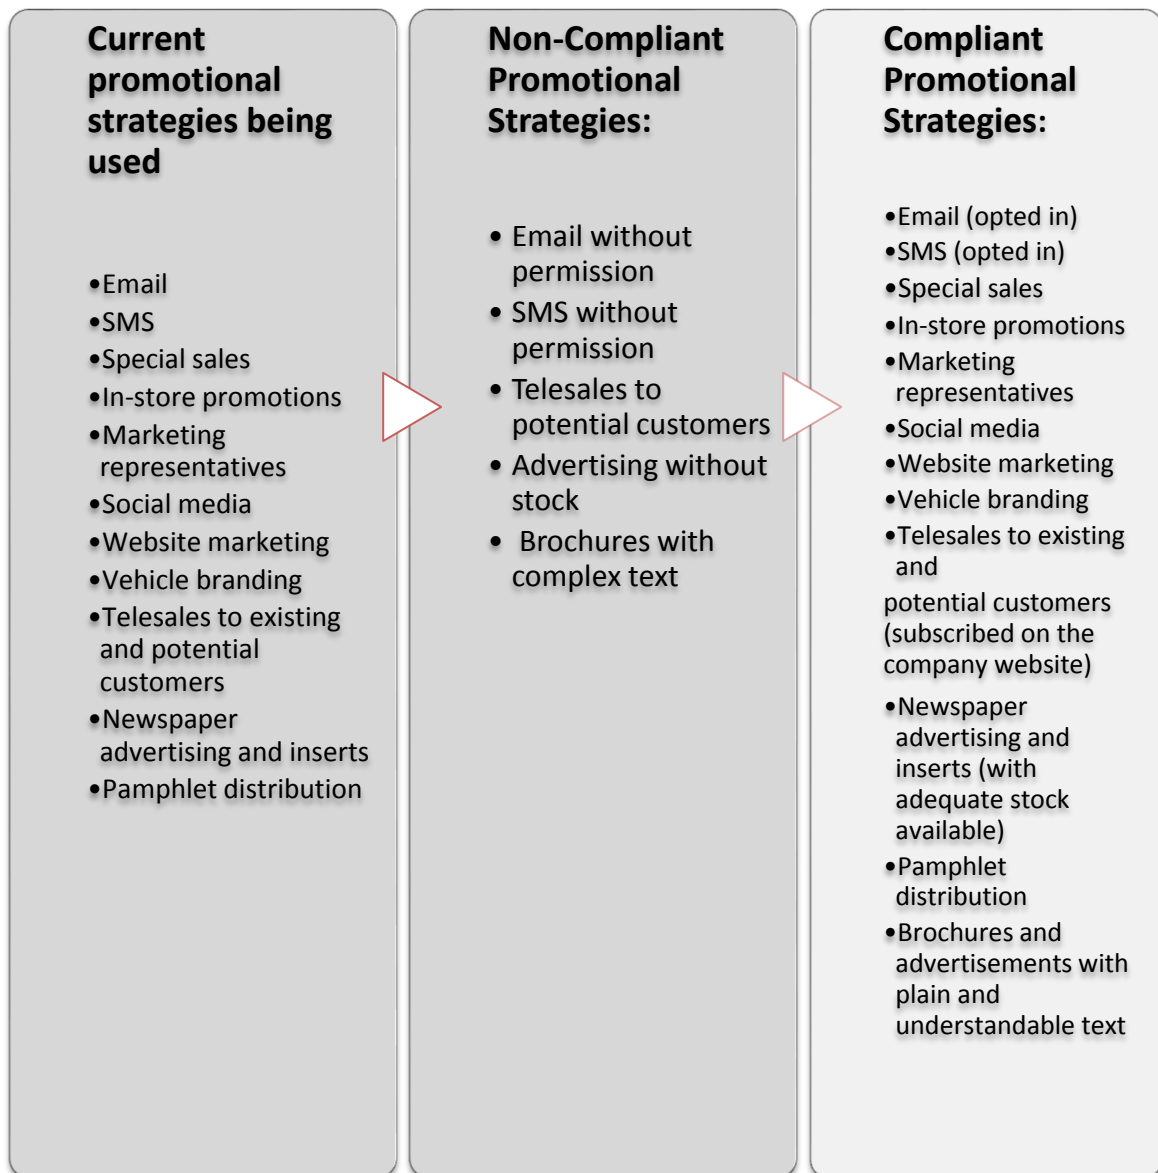 Current
promotional
strategies being
used
•Email
•SMS
•Special sales
•In-store promotions
•Marketing
representatives
•Social media
•Website marketing
•Vehicle branding
•Telesales to existing
and potential
customers
•Newspaper
advertising and inserts
•Pamphlet distribution
Non-Compliant
Promotional
Strategies:
• Email without
permission
• SMS without
permission
• Telesales to
potential customers
• Advertising without
stock
• Brochures with
complex text
Compliant
Promotional
Strategies:
•Email (opted in)
•SMS (opted in)
•Special sales
•In-store promotions
•Marketing
representatives
•Social media
•Website marketing
•Vehicle branding
•Telesales to existing
and
potential customers
(subscribed on the
company website)
•Newspaper
advertising and
inserts (with
adequate stock
available)
•Pamphlet
distribution
•Brochures and
advertisements with
plain and
understandable text